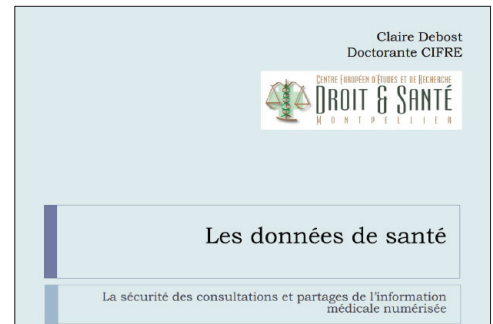 Claire Debost
Doctorante CIFRE
CENTRE EUROPÉEN D'ÉTUDES ET DE RECHERCHE
DROIT & SANTÉ
MONTPELLIER
Les données de santé
La sécurité des consultations et partages de l'information
médicale numérisée